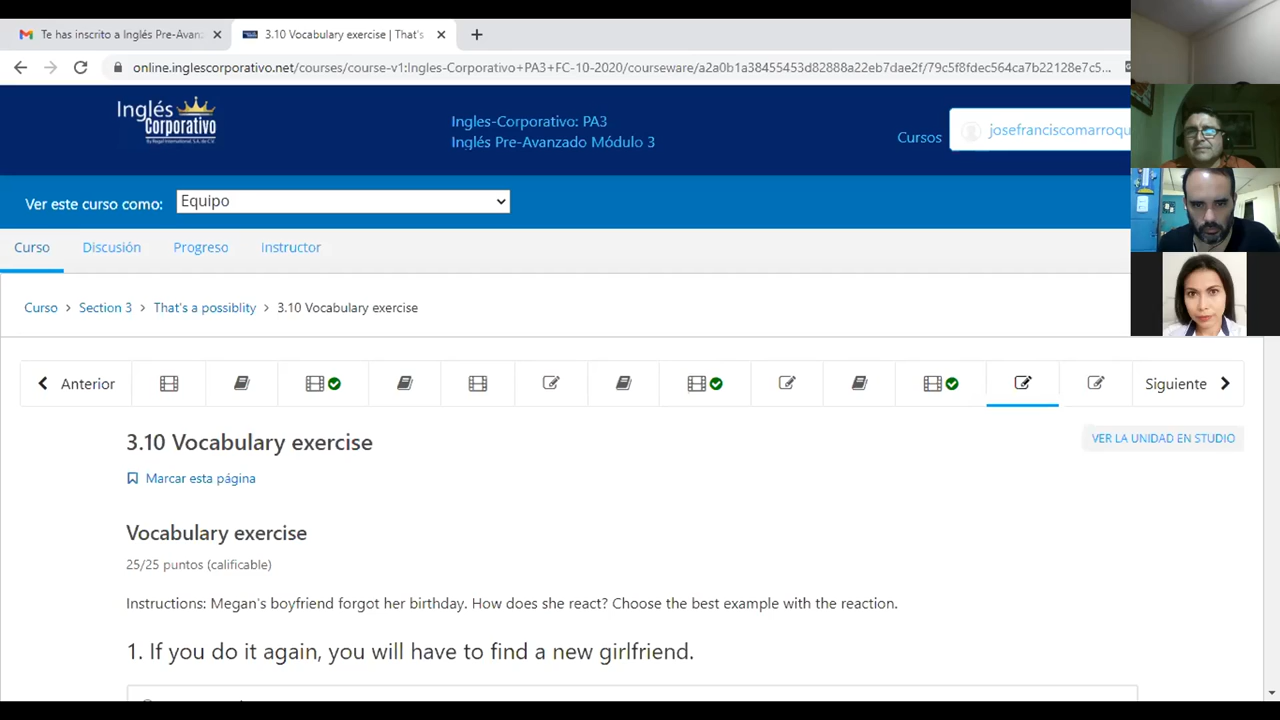 Te has inscrito a Inglés Pre-Avanz
3.10 Vocabulary exercise | That's
online.inglescorporativo.net/courses/course-v1:Ingles-Corporativo+PA3+FC-10-2020/courseware/a2a0b1a38455453d82888a22eb7dae2f/79c5f8fdec564ca7b22128e7c5...
Inglés
Corporativo
By Regal International, S.A. de C.V.
Ingles-Corporativo: PA3
Inglés Pre-Avanzado Módulo 3
Cursos
josefranciscomarroqu
Ver este curso como:
Equipo
Curso
Discusión
Progreso
Instructor
Curso > Section 3 > That's a possiblity > 3.10 Vocabulary exercise
Anterior
Siguiente
3.10 Vocabulary exercise
VER LA UNIDAD EN STUDIO
Marcar esta página
Vocabulary exercise
25/25 puntos (calificable)
Instructions: Megan's boyfriend forgot her birthday. How does she react? Choose the best example with the reaction.
1. If you do it again, you will have to find a new girlfriend.